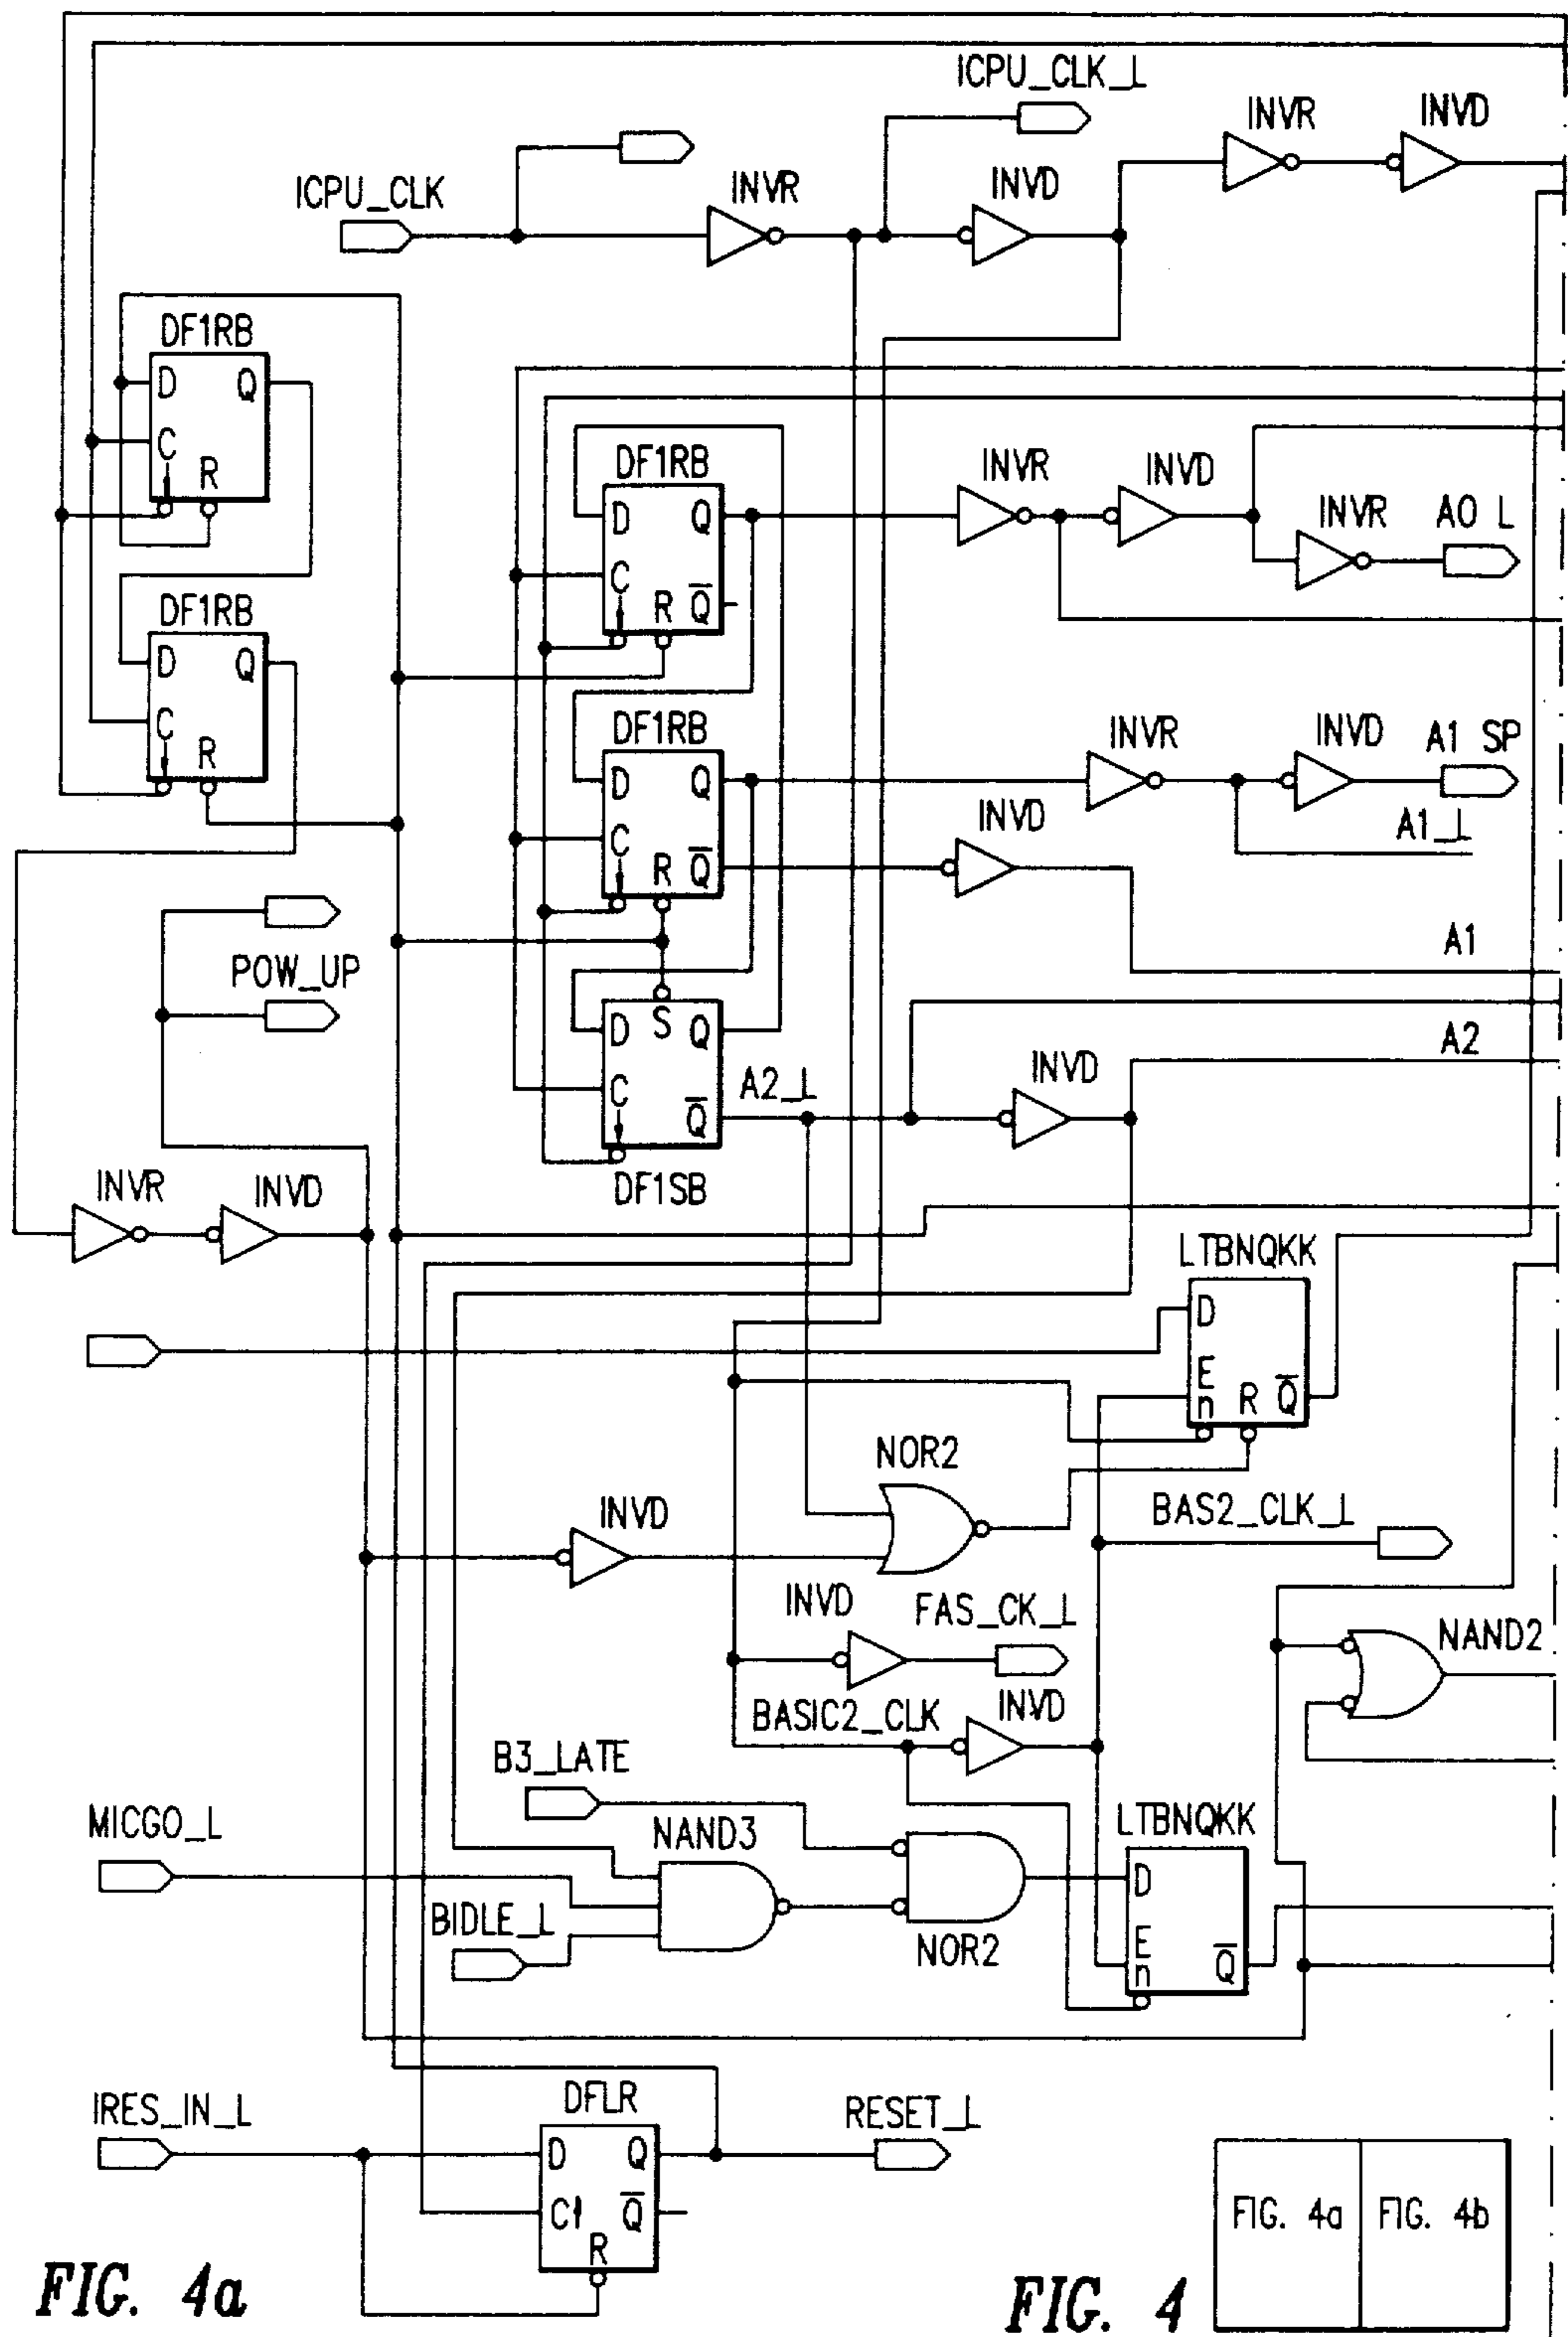 ICPU_CLK_L
INVR
INVD
ICPU_CLK
INVR
INVD
DF1RB
D Q
C
R
DF1RB
D Q
C
R Q
INVR
INVD
INVR
A0 L
DF1RB
D Q
C
R
DF1RB
D Q
C
R Q
INVR
INVD
A1 SP
INVD
A1_L
A1
POW_UP
D S Q
C
Q
A2_L
DF1SB
INVD
A2
INVR
INVD
LTBNQKK
D
E
n R Q
NOR2
INVD
BAS2_CLK_L
INVD
FAS_CK_L
NAND2
BASIC2_CLK
INVD
B3_LATE
MICGO_L
NAND3
LTBNQKK
BIDLE_L
NOR2
D
E
n Q
IRES_IN_L
DFLR
D Q
C
Q
R
RESET_L
FIG. 4a
FIG. 4
FIG. 4a
FIG. 4b